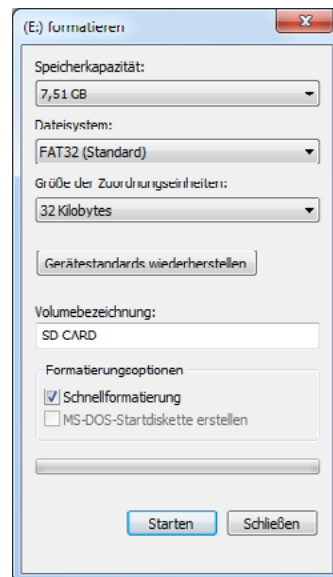 (E:) formatieren
Speicherkapazität:
7,51 GB
Dateisystem:
FAT32 (Standard)
Größe der Zuordnungseinheiten:
32 Kilobytes
Gerätestandards wiederherstellen
Volumebezeichnung:
SD CARD
Formatierungsoptionen
Schnellformatierung
MS-DOS-Startdiskette erstellen
Starten Schließen